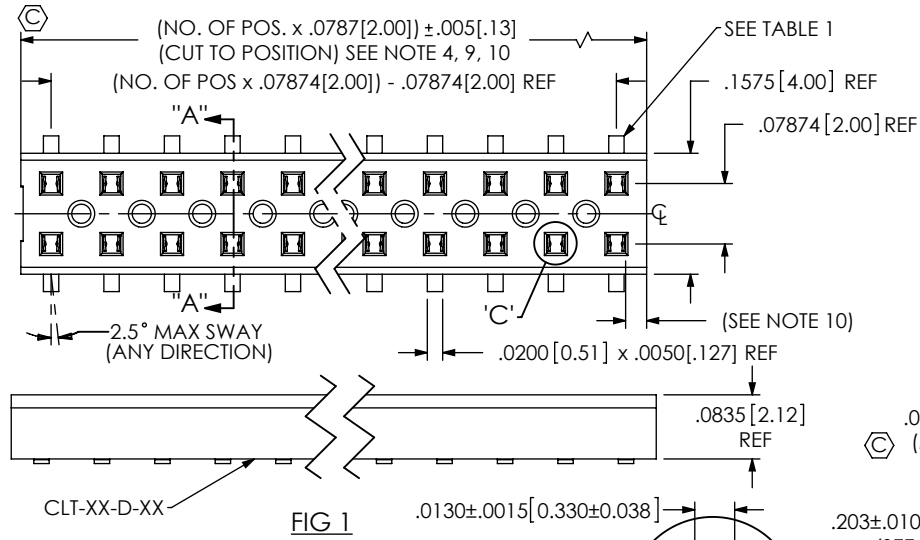 C
(NO. OF POS. x .0787[2.00]) ±.005[.13]
(CUT TO POSITION) SEE NOTE 4, 9, 10
(NO. OF POS x .07874[2.00]) - .07874[2.00] REF
SEE TABLE 1
.1575[4.00] REF
.07874[2.00] REF
"A"
℄
"A"
'C'
2.5° MAX SWAY
(ANY DIRECTION)
(SEE NOTE 10)
.0200[0.51] x .0050[.127] REF
.0835[2.12]
REF
.0
C (
CLT-XX-D-XX
FIG 1
.0130±.0015[0.330±0.038]
.203±.010